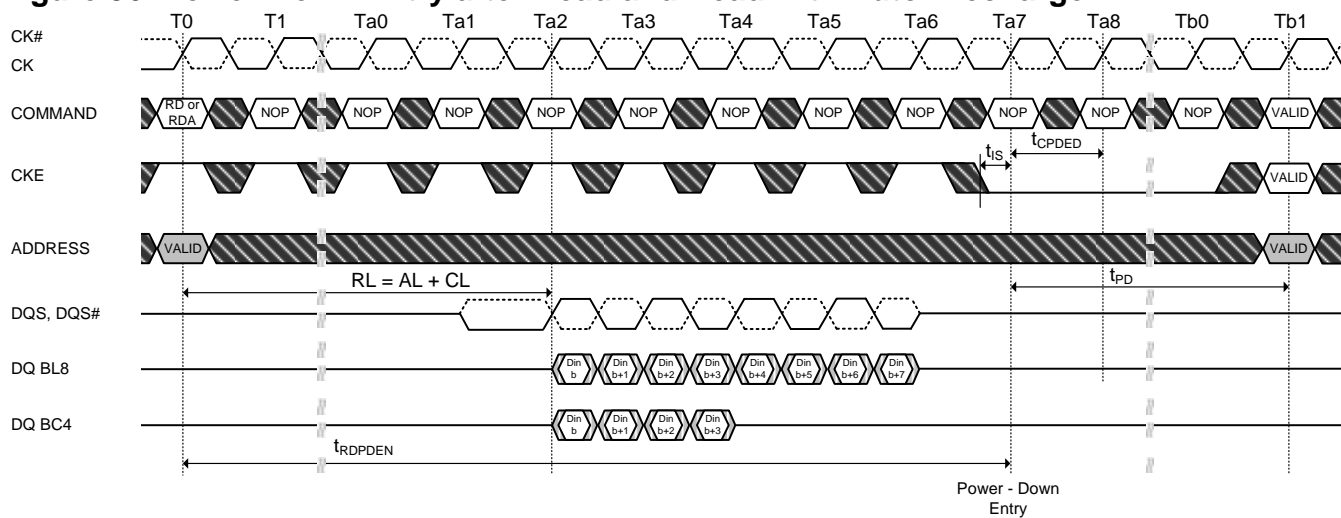 T0 T1 Ta0 Ta1 Ta2 Ta3 Ta4 Ta5 Ta6 Ta7 Ta8 Tb0 Tb1
CK#
CK
COMMAND
RD or
RDA
NOP NOP NOP NOP NOP NOP NOP NOP NOP NOP NOP VALID
tIS
tCPDED
CKE
VALID
ADDRESS
VALID
VALID
RL = AL + CL
tPD
DQS, DQS#
DQ BL8
Din
b
Din
b+1
Din
b+2
Din
b+3
Din
b+4
Din
b+5
Din
b+6
Din
b+7
DQ BC4
Din
b
Din
b+1
Din
b+2
Din
b+3
tRDPDEN
Power - Down
Entry